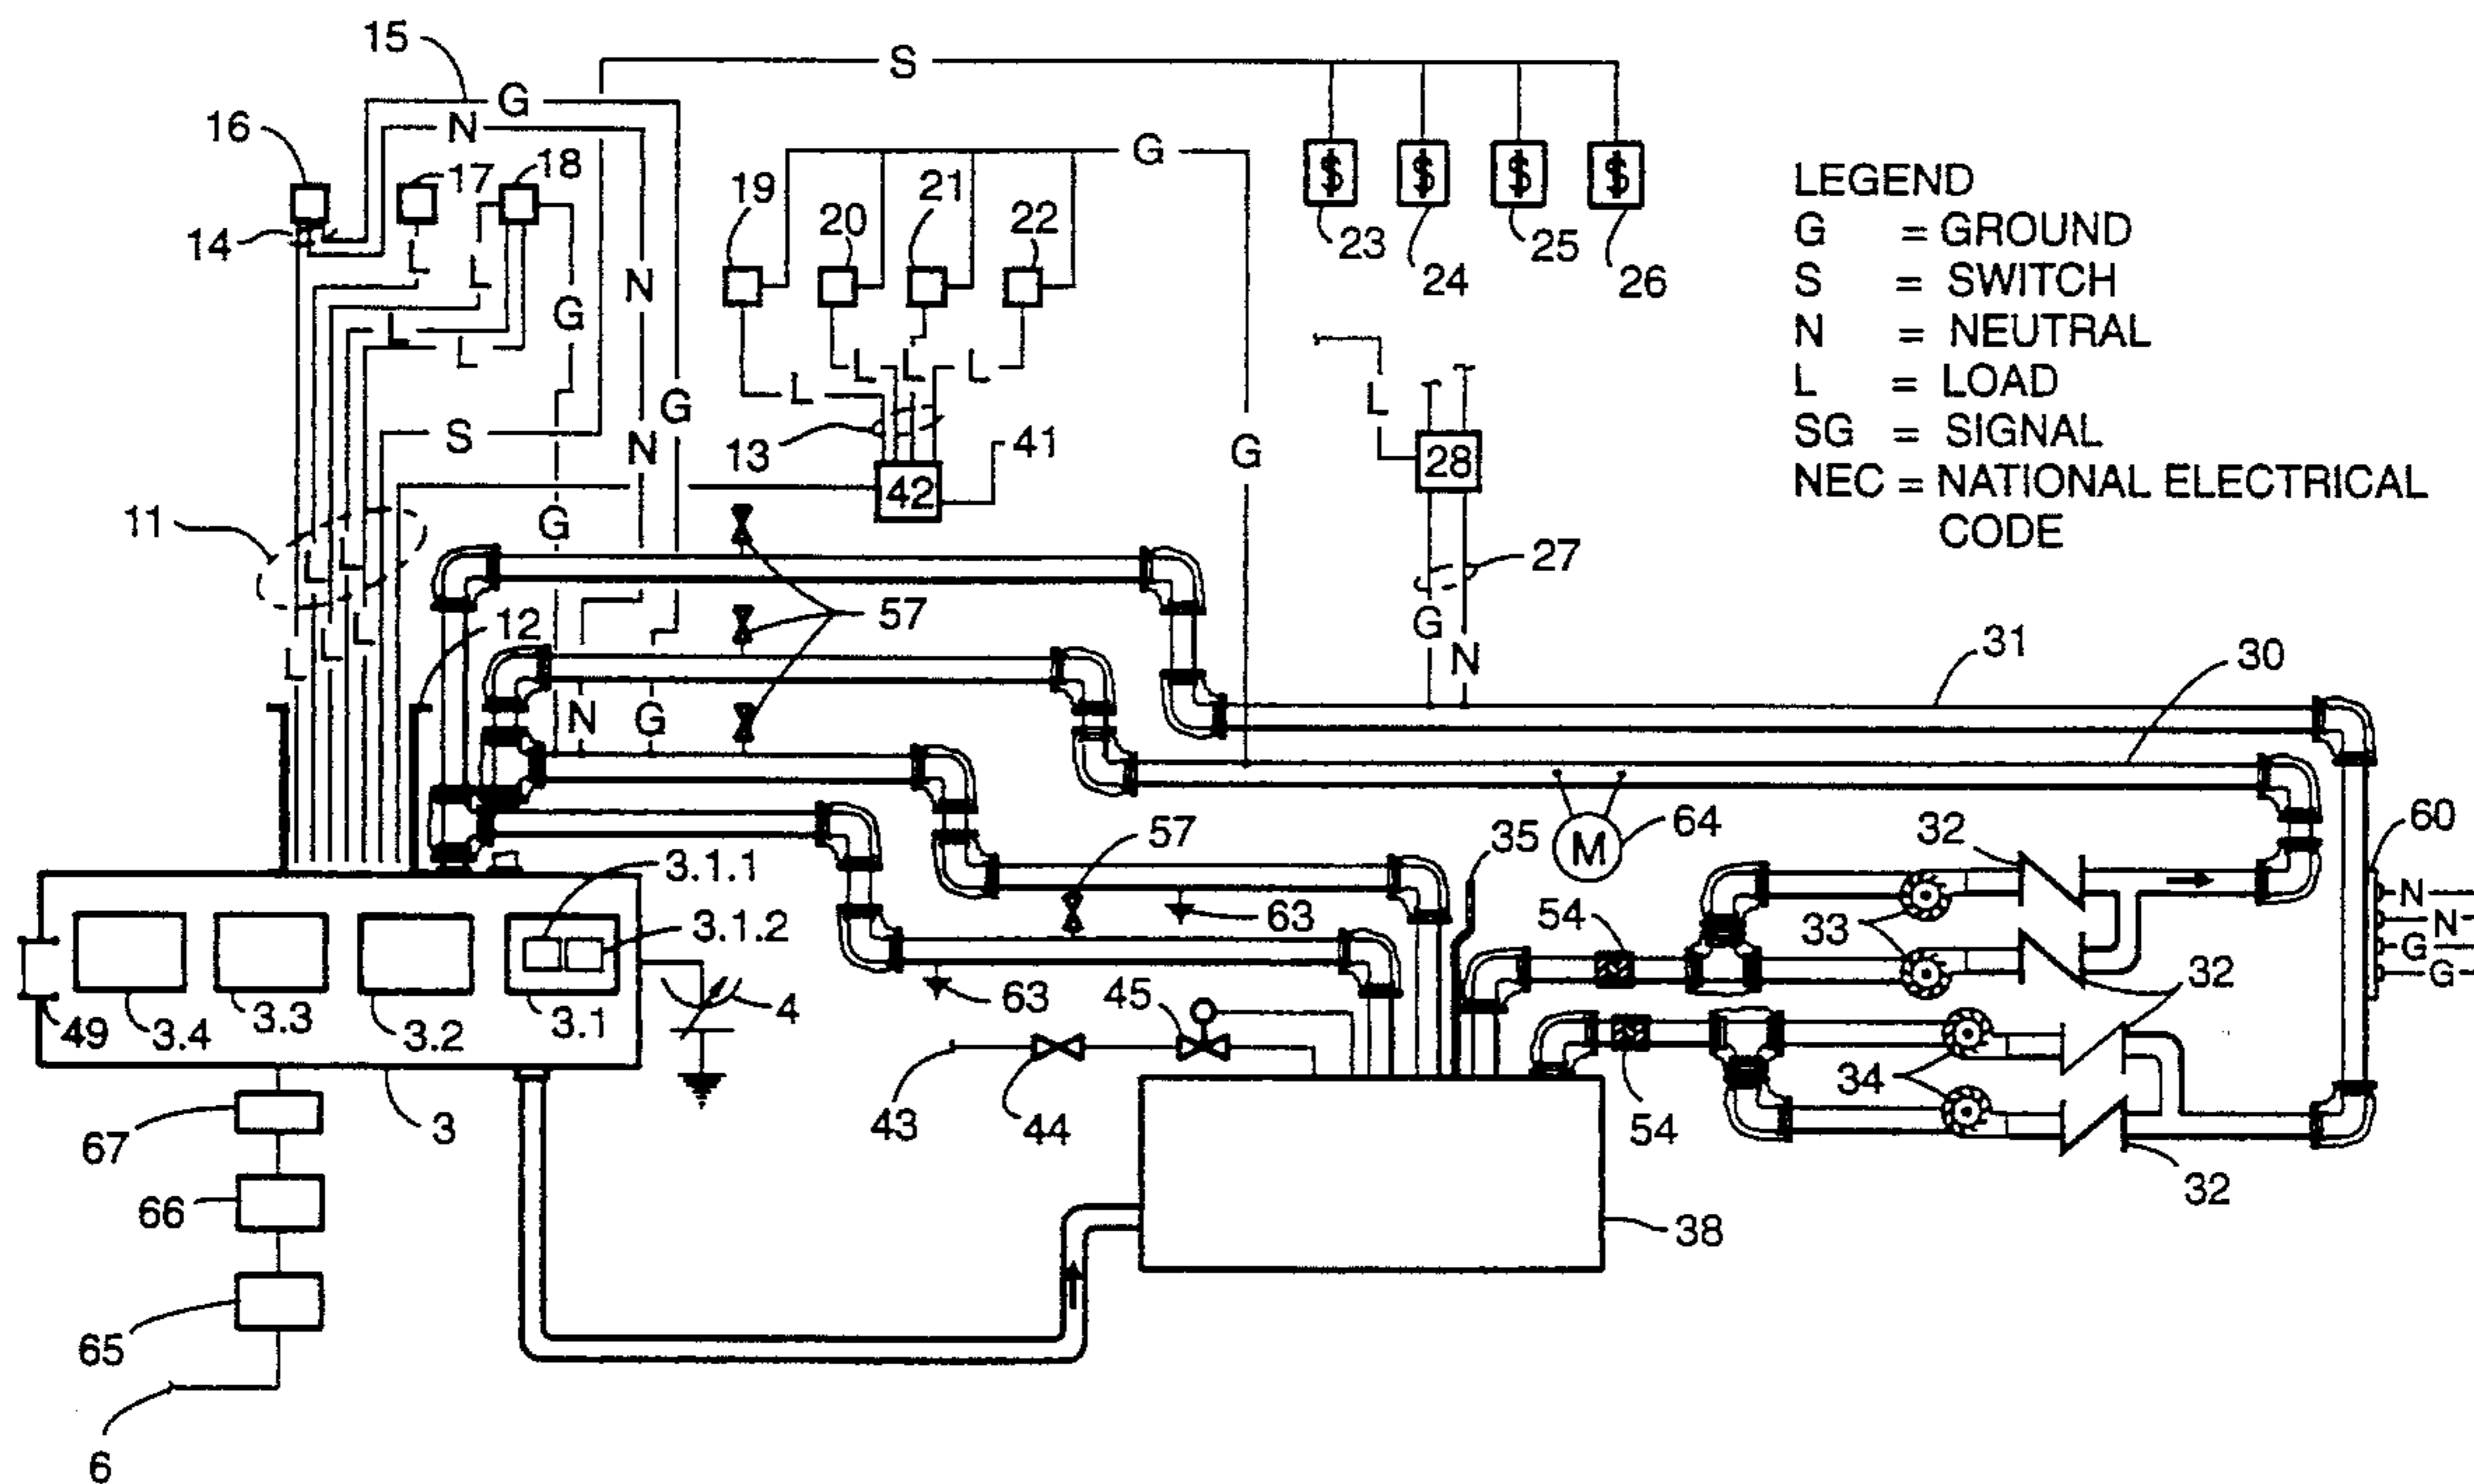 15
S
G
16
N
17
18
G
LEGEND
G = GROUND
S = SWITCH
N = NEUTRAL
L = LOAD
SG = SIGNAL
NEC = NATIONAL ELECTRICAL
CODE
19
21
20
22
$
$
$
$
23
25
24
26
14
L
L
N
G
L
L
L
L
L
L
L
G
S
N
13
41
G
28
42
11
G
27
L
L
57
12
G
N
L
L
L
31
30
N
G
35
64
M
57
32
60
3.1.1
3.1.2
63
54
33
N
N
G
G
49
3.4
3.3
3.2
3.1
4
63
45
32
43
44
54
34
67
3
66
32
38
65
6